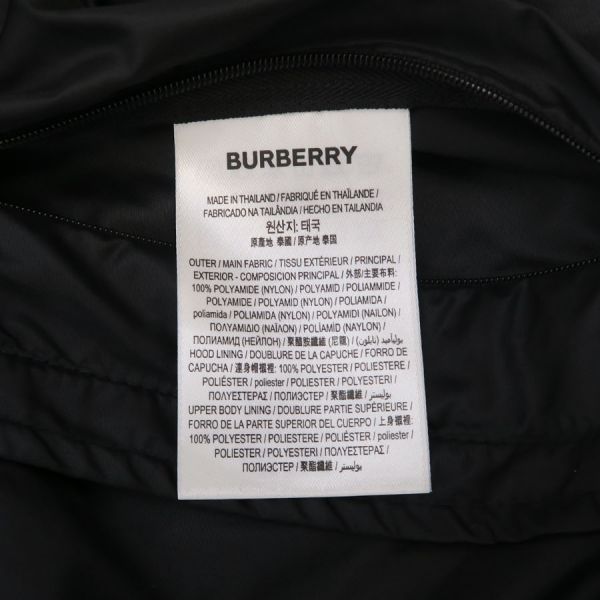 BURBERRY
MADE IN THAILAND / FABRIQUÉ EN THAÏLANDE /
FABRICADO NA TAILÂNDIA / HECHO EN TAILANDIA
원산지: 태국
原產地 泰國 / 原产地 泰国
OUTER / MAIN FABRIC / TISSU EXTÉRIEUR / PRINCIPAL /
EXTERIOR - COMPOSICION PRINCIPAL / 外部/主要布料:
100% POLYAMIDE (NYLON) / POLYAMID / POLIAMMIDE /
POLYAMIDE / POLYAMID (NYLON) / POLIAMIDA /
poliamida / POLIAMIDA (NYLON) / POLYAMIDI (NAILON) /
ΠΟΛΥΑΜΙΔΙΟ (ΝΑΪΛΟΝ) / POLİAMİD (NAYLON) /
ПОЛИАМИД (НЕЙЛОН) / 聚醯胺纖維 (尼龍) / بوليأميد (نايلون)
HOOD LINING / DOUBLURE DE LA CAPUCHE / FORRO DE
CAPUCHA / 連身帽襯裡: 100% POLYESTER / POLIESTERE /
POLIÉSTER / poliester / POLYESTER / POLYESTERI /
ΠΟΛΥΕΣΤΕΡΑΣ / ПОЛИЭСТЕР / 聚酯纖維 / بوليستر
UPPER BODY LINING / DOUBLURE PARTIE SUPÉRIEURE /
FORRO DE LA PARTE SUPERIOR DEL CUERPO / 上身襯裡:
100% POLYESTER / POLIESTERE / POLIÉSTER / poliester /
POLIESTER / POLYESTERI / ΠΟΛΥΕΣΤΕΡΑΣ /
ПОЛИЭСТЕР / 聚酯纖維 / بوليستر